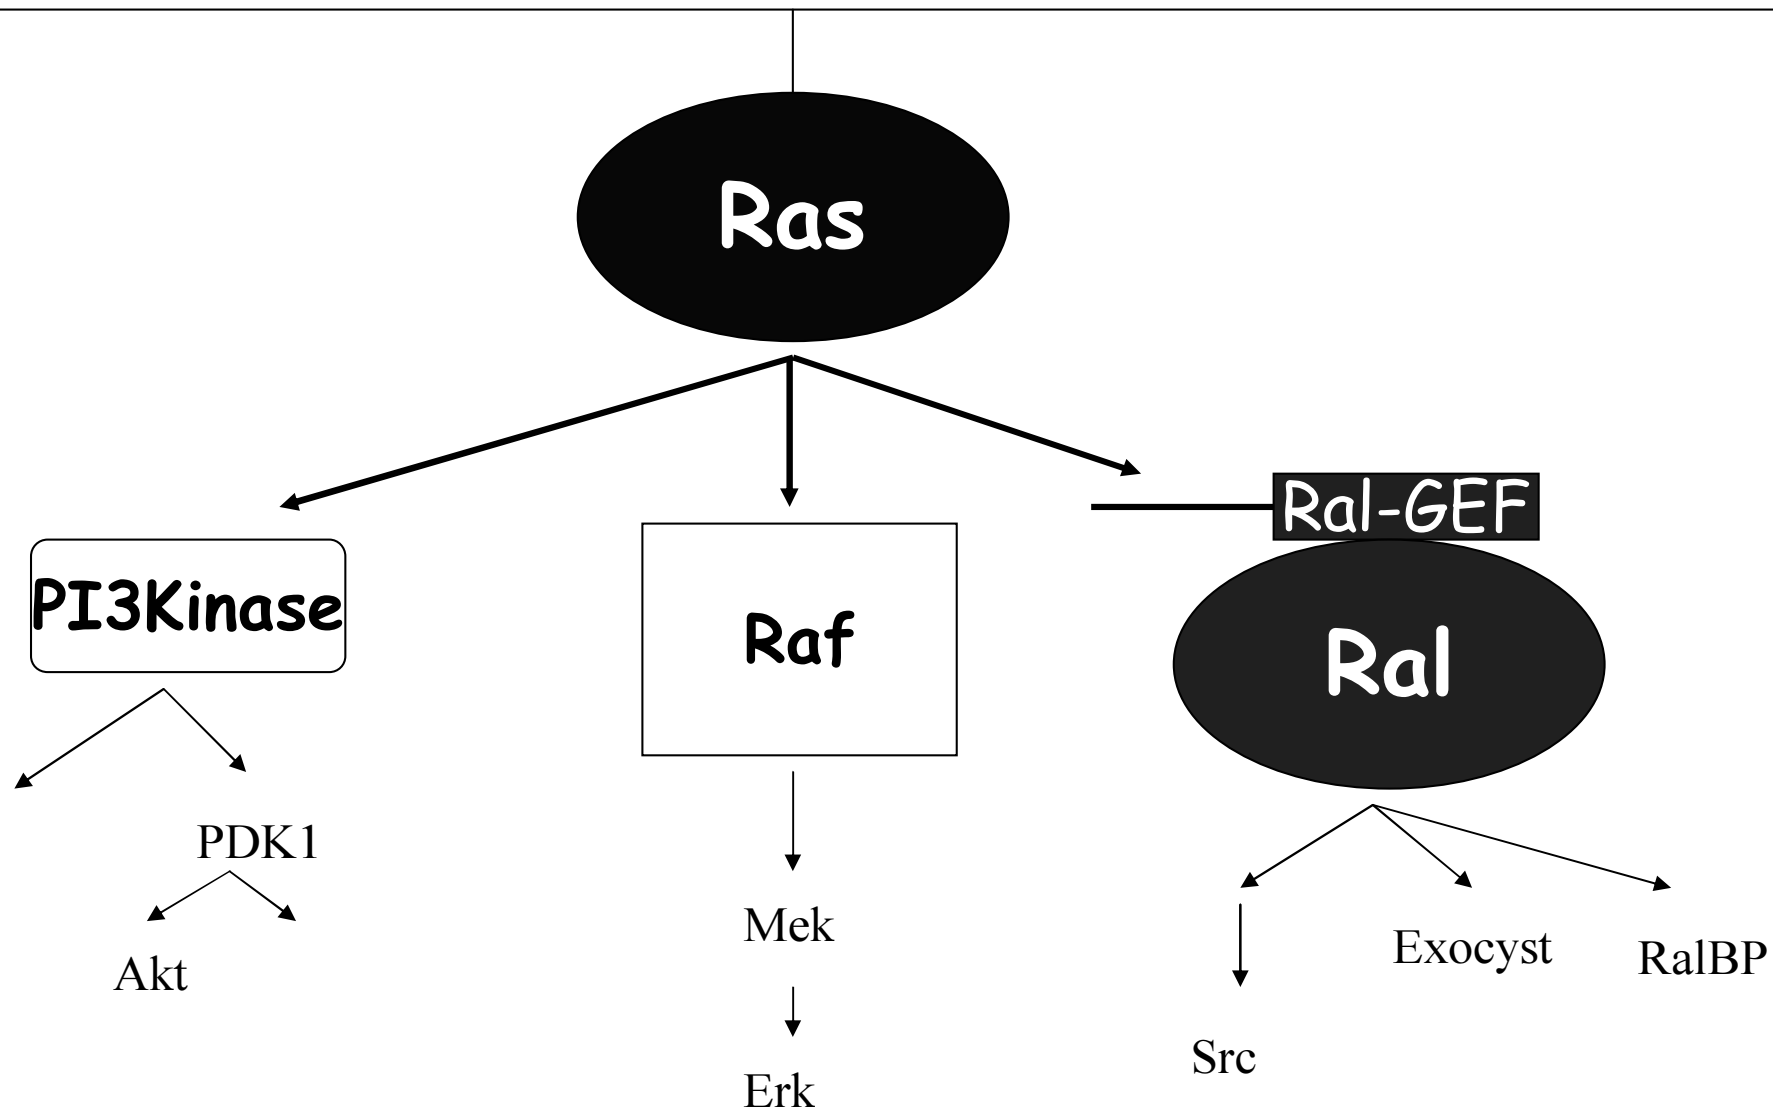 Ras
Ral-GEF
PI3Kinase
Raf
Ral
PDK1
Mek
Exocyst
RalBP
Akt
Src
Erk